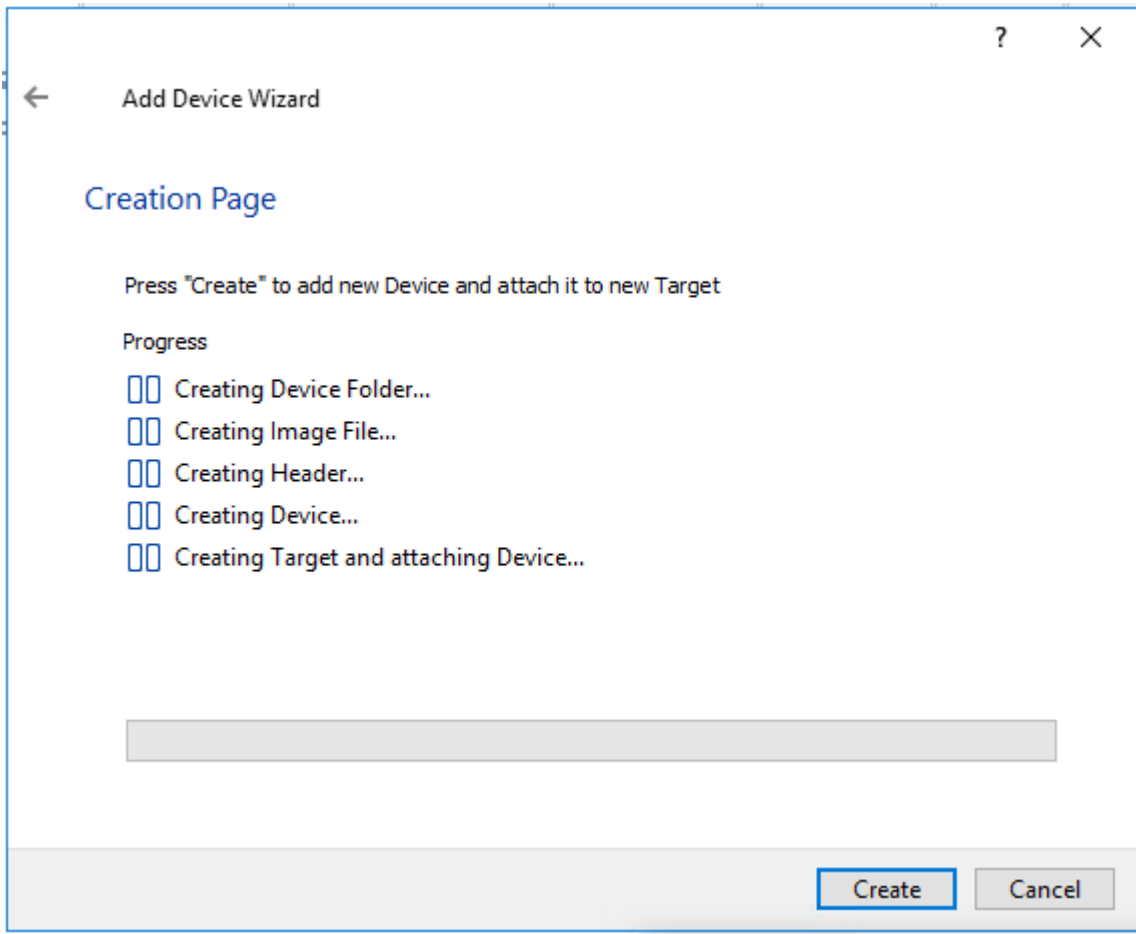 ?
Add Device Wizard
Creation Page
Press "Create" to add new Device and attach it to new Target
Progress
Creating Device Folder...
Creating Image File...
Creating Header...
Creating Device...
Creating Target and attaching Device...
Create Cancel